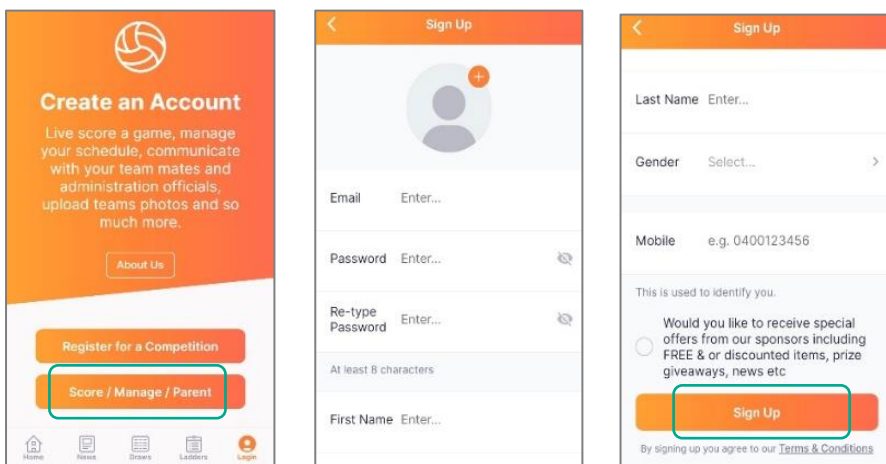 Create an Account
Live score a game, manage
your schedule, communicate
with your team mates and
administration officials,
upload teams photos and so
much more.
About Us
Register for a Competition
Score / Manage / Parent
Home News Draws Ladders Login
Sign Up
Email Enter...
Password Enter...
Re-type
Password Enter...
At least 8 characters
First Name Enter...
Sign Up
Last Name Enter...
Gender Select...
Mobile e.g. 0400123456
This is used to identify you.
Would you like to receive special
offers from our sponsors including
FREE & or discounted items, prize
giveaways, news etc
Sign Up
By signing up you agree to our Terms & Conditions